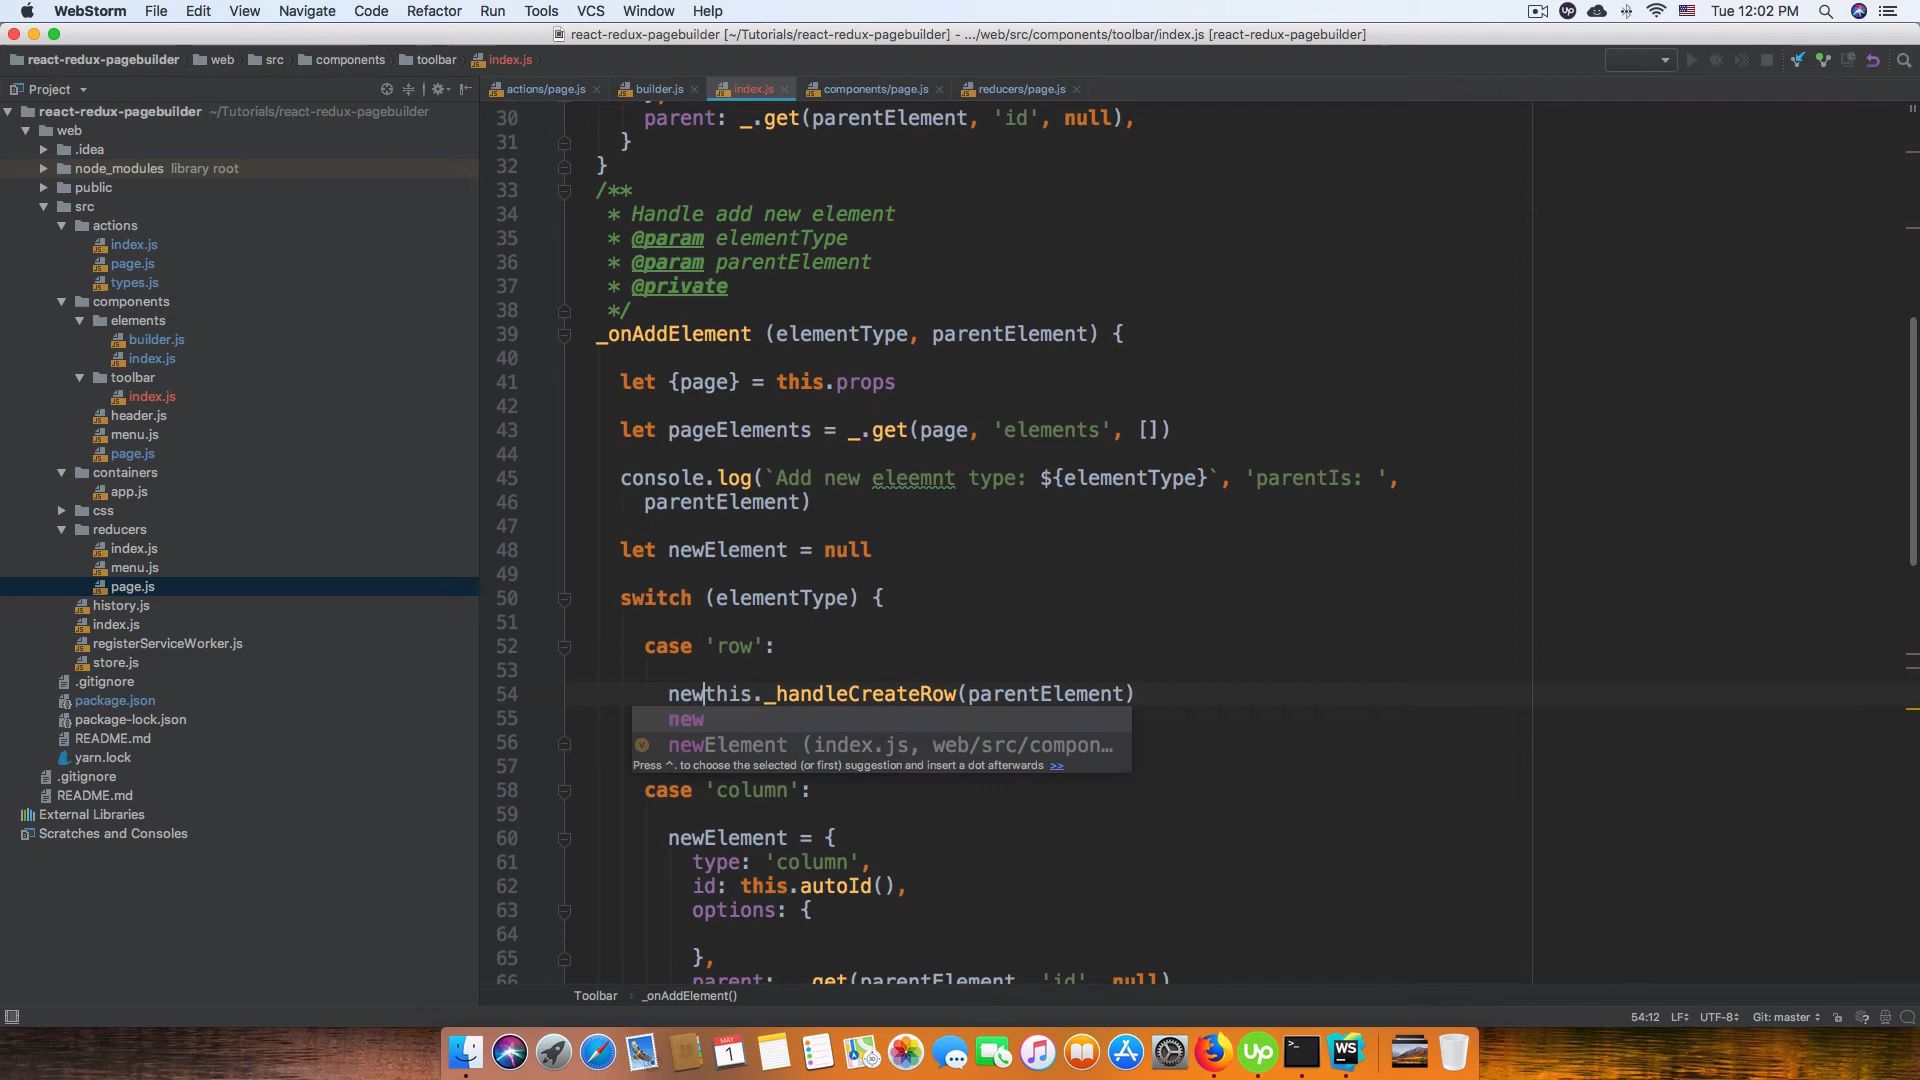 WebStorm File Edit View Navigate Code Refactor Run Tools VCS Window Help Tue 12:02 PM
react-redux-pagebuilder [~/Tutorials/react-redux-pagebuilder] - .../web/src/components/toolbar/index.js [react-redux-pagebuilder]
react-redux-pagebuilder web src components toolbar index.js
Project
actions/page.js builder.js index.js components/page.js reducers/page.js
react-redux-pagebuilder ~/Tutorials/react-redux-pagebuilder
web
.idea
node_modules library root
public
src
actions
index.js
page.js
types.js
components
elements
builder.js
index.js
toolbar
index.js
header.js
menu.js
page.js
containers
app.js
css
reducers
index.js
menu.js
page.js
history.js
index.js
registerServiceWorker.js
store.js
.gitignore
package.json
package-lock.json
README.md
yarn.lock
.gitignore
README.md
External Libraries
Scratches and Consoles
30 parent: _.get(parentElement, 'id', null),
31 }
32 }
33 /**
34 * Handle add new element
35 * @param elementType
36 * @param parentElement
37 * @private
38 */
39 _onAddElement (elementType, parentElement) {
40
41 let {page} = this.props
42
43 let pageElements = _.get(page, 'elements', [])
44
45 console.log(`Add new eleemnt type: ${elementType}`, 'parentIs: ',
46 parentElement)
47
48 let newElement = null
49
50 switch (elementType) {
51
52 case 'row':
53
54 newthis._handleCreateRow(parentElement)
55 new
56 newElement (index.js, web/src/compon...
57 Press ^. to choose the selected (or first) suggestion and insert a dot afterwards >>
58 case 'column':
59
60 newElement = {
61 type: 'column',
62 id: this.autoId(),
63 options: {
64
65 },
66 parent: _.get(parentElement, 'id', null)
Toolbar _onAddElement()
54:12 LF UTF-8 Git: master
MAY
1
Up
WS